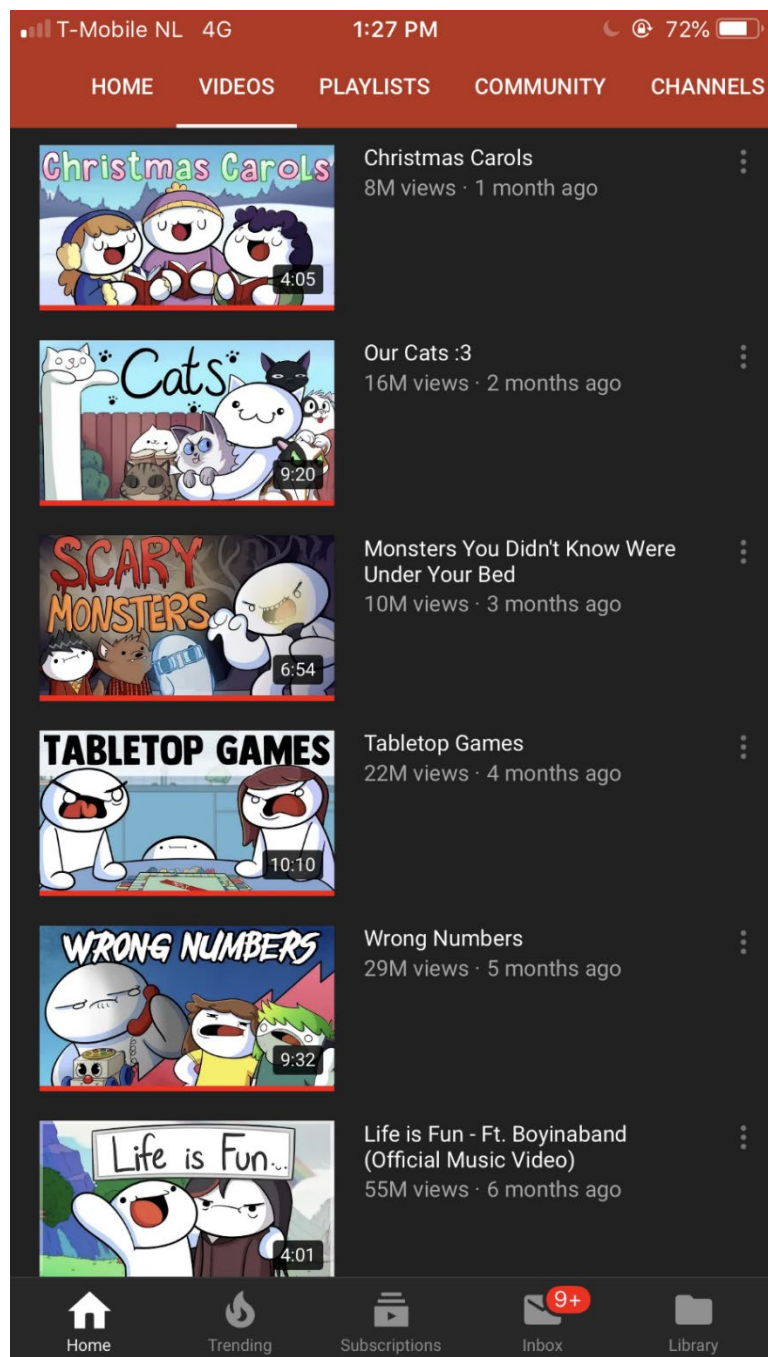 T-Mobile NL 4G 1:27 PM 72%
HOME VIDEOS PLAYLISTS COMMUNITY CHANNELS
Christmas Carols
4:05
Christmas Carols
8M views · 1 month ago
Cats
9:20
Our Cats :3
16M views · 2 months ago
SCARY
MONSTERS
6:54
Monsters You Didn't Know Were
Under Your Bed
10M views · 3 months ago
TABLETOP GAMES
10:10
Tabletop Games
22M views · 4 months ago
WRONG NUMBERS
9:32
Wrong Numbers
29M views · 5 months ago
Life is Fun...
4:01
Life is Fun - Ft. Boyinaband
(Official Music Video)
55M views · 6 months ago
9+
Home Trending Subscriptions Inbox Library